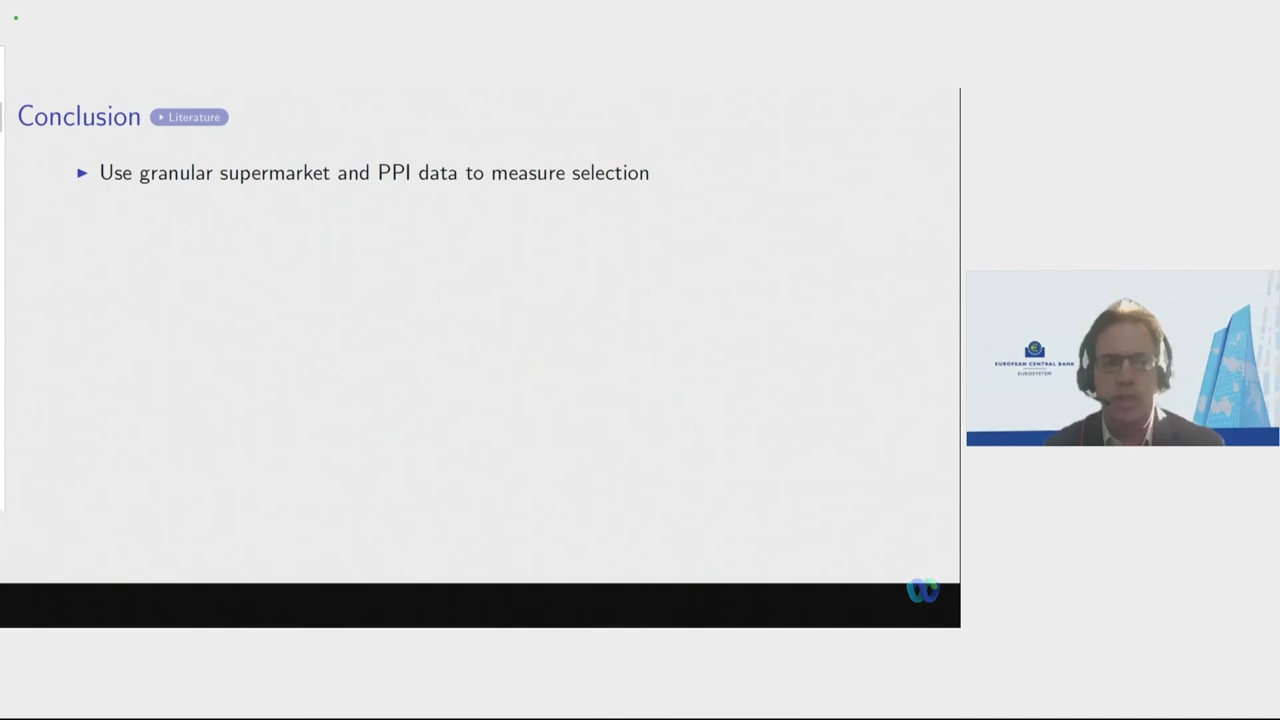 Conclusion
Literature
Use granular supermarket and PPI data to measure selection
EUROPEAN CENTRAL BANK
EUROSYSTEM